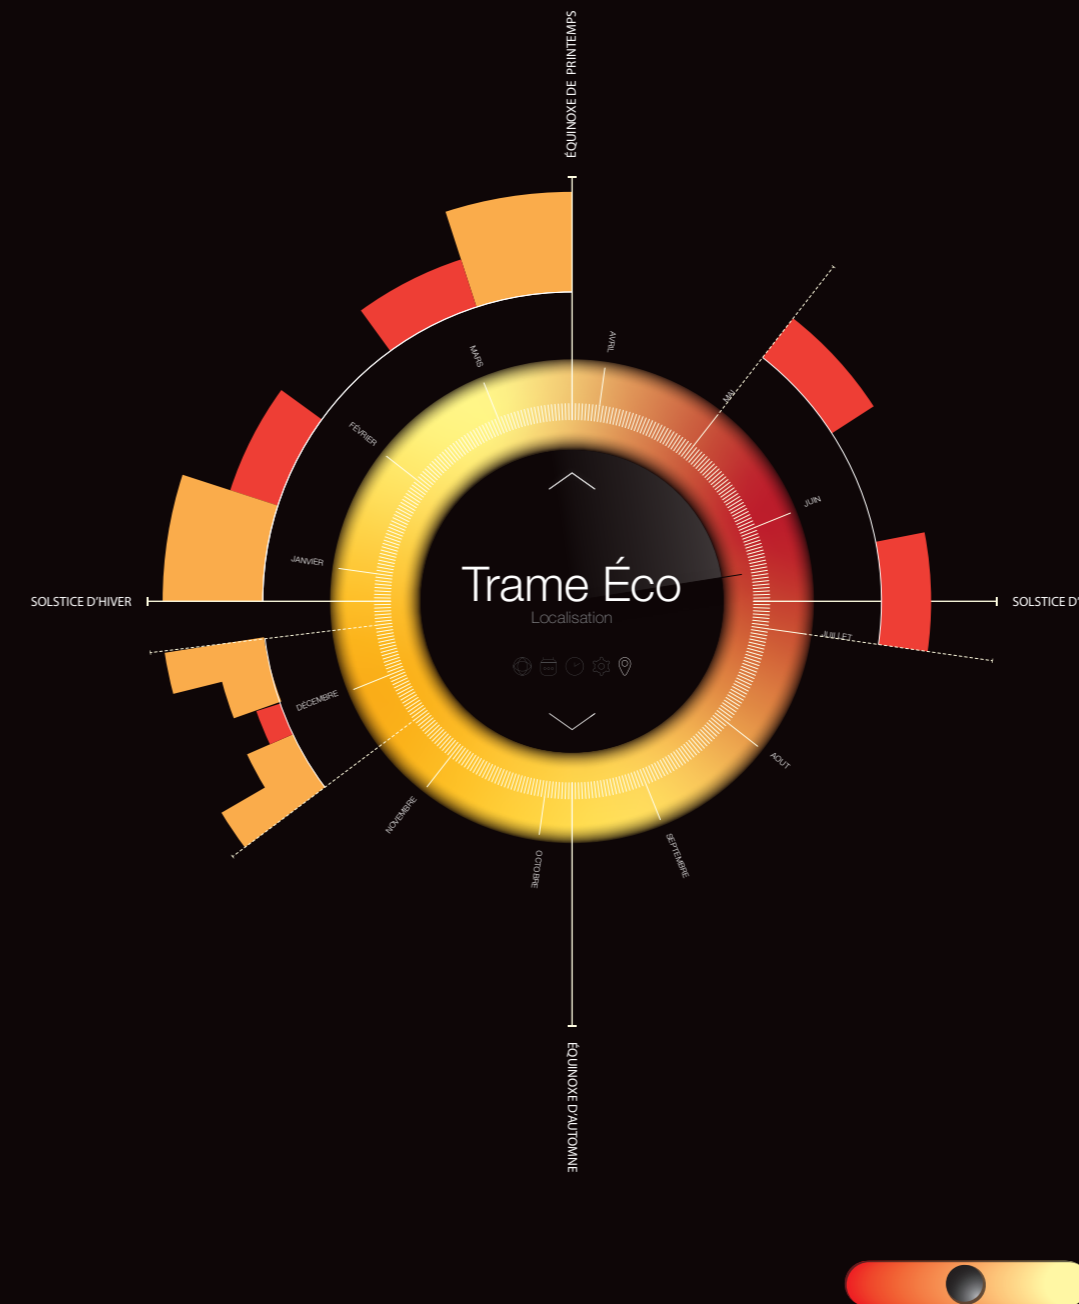 ÉQUINOXE DE PRINTEMPS
AVRIL
MARS
MAI
FÉVRIER
JUIN
JANVIER
Trame Éco
SOLSTICE D'HIVER
SOLSTICE D'
Localisation
JUILLET
DÉCEMBRE
AOUT
NOVEMBRE
SEPTEMBRE
OCTOBRE
ÉQUINOXE D'AUTOMNE